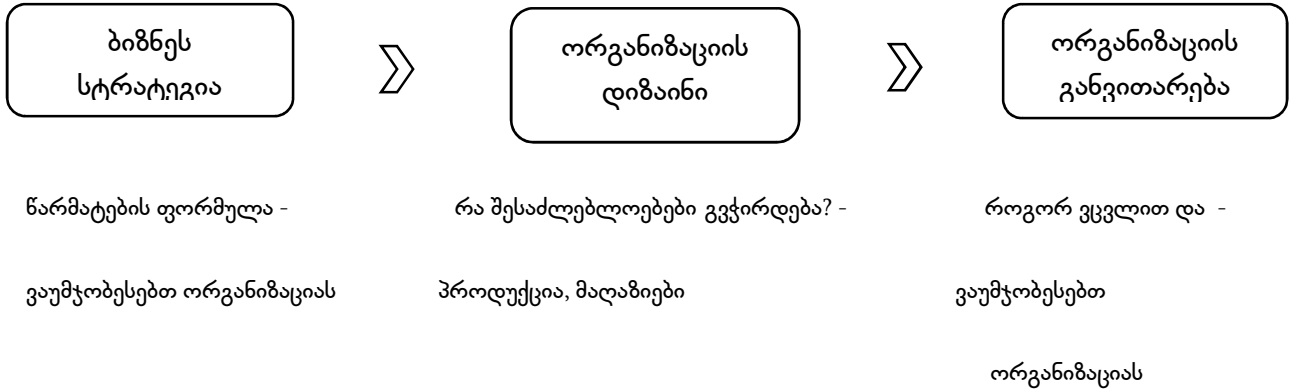 ბიზნეს
სტრატეგია
ორგანიზაციის
დიზაინი
ორგანიზაციის
განვითარება
წარმატების ფორმულა -
რა შესაძლებლოებები გვჭირდება? -
როგორ ვცვლით და -
ვაუმჯობესებთ ორგანიზაციას
პროდუქცია, მაღაზიები
ვაუმჯობესებთ
ორგანიზაციას